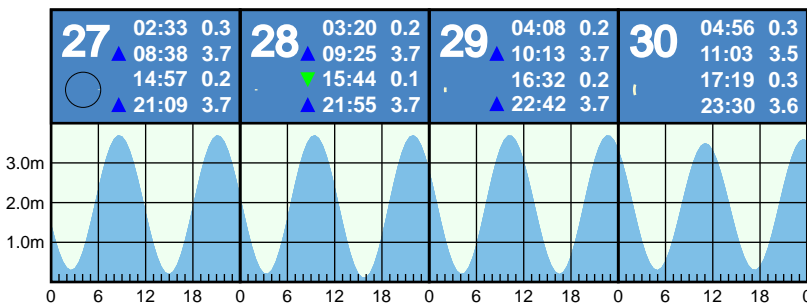 27
02:33 0.3
▲ 08:38 3.7
14:57 0.2
▲ 21:09 3.7
28
03:20 0.2
▲ 09:25 3.7
▼ 15:44 0.1
▲ 21:55 3.7
29
04:08 0.2
▲ 10:13 3.7
16:32 0.2
▲ 22:42 3.7
30
04:56 0.3
11:03 3.5
17:19 0.3
23:30 3.6
3.0m
2.0m
1.0m
0 6 12 18 0 6 12 18 0 6 12 18 0 6 12 18 0